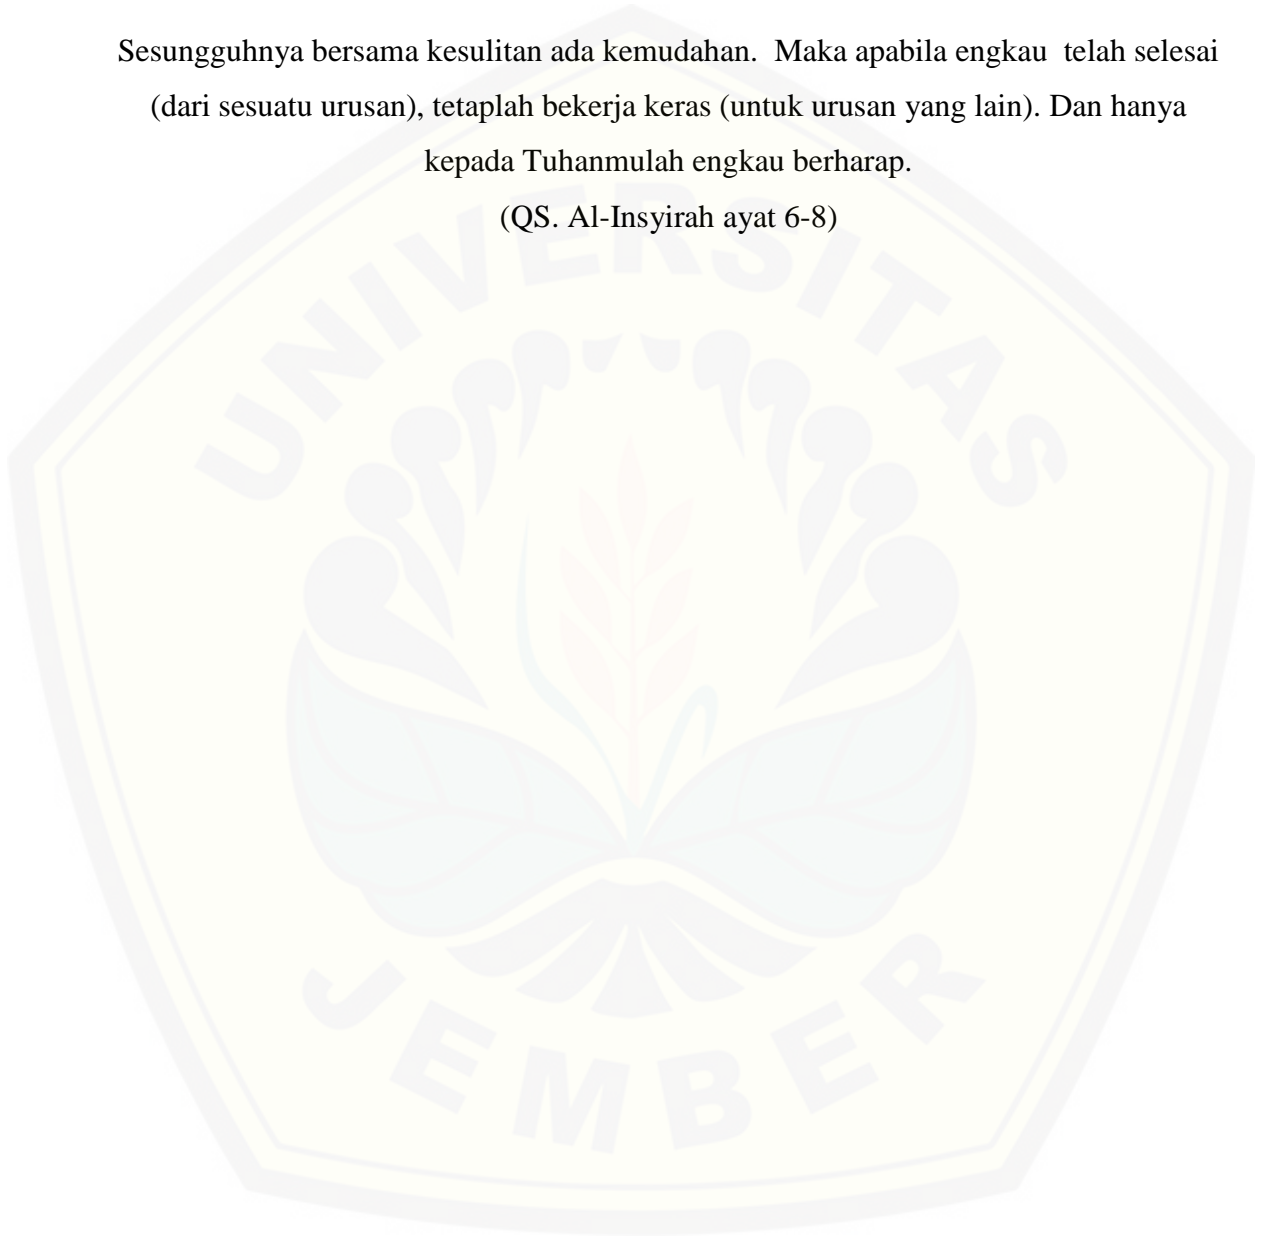 Sesungguhnya bersama kesulitan ada kemudahan.  Maka apabila engkau  telah selesai
(dari sesuatu urusan), tetaplah bekerja keras (untuk urusan yang lain). Dan hanya
kepada Tuhanmulah engkau berharap.
(QS. Al-Insyirah ayat 6-8)
UNIVERSITAS
JEMBER